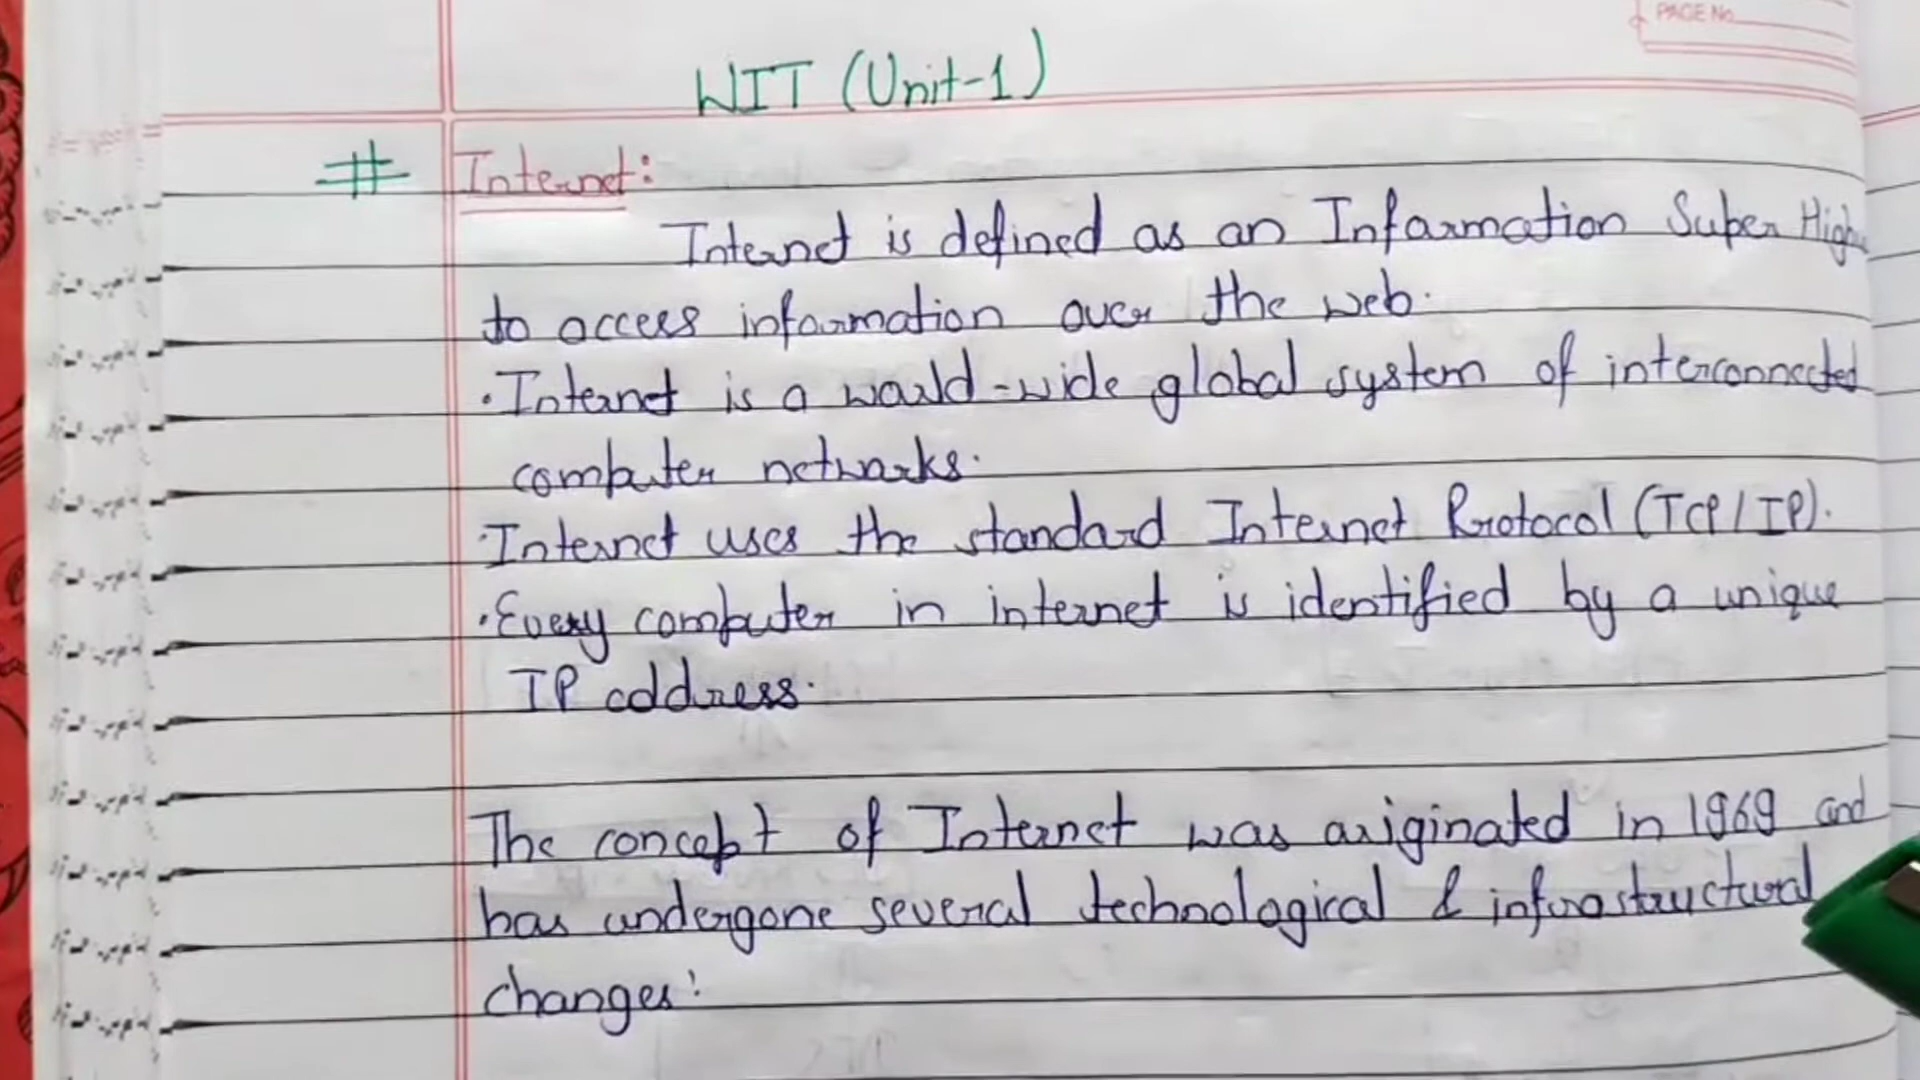 PAGE No.
WIT (Unit-1)
# Internet:
Internet is defined as an Information Super High
to access information over the web.
• Internet is a world-wide global system of interconnected
computer networks.
• Internet uses the standard Internet Protocol (TCP/IP).
• Every computer in internet is identified by a unique
IP address.
The concept of Internet was originated in 1969 and
has undergone several technological & infrastructural
changes: